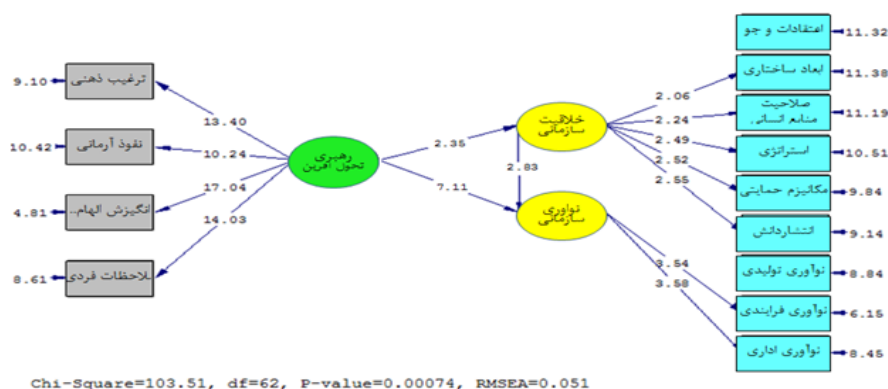 اعتقادات و جو
11.32
ابعاد ساختاری
11.38
صلاحیت
منابع انسانی
11.19
استراتژی
10.51
مکانیزم حمایتی
9.84
انتشاردانش
9.14
نوآوری تولیدی
8.84
نوآوری فرایندی
6.15
نوآوری اداری
8.45
2.06
2.24
2.49
2.52
2.55
3.54
3.58
خلاقیت
سازمانی
2.83
نوآوری
سازمانی
2.35
7.11
رهبری
تحول آفرین
13.40
10.24
17.04
14.03
ترغیب ذهنی
9.10
نفوذ آرمانی
10.42
انگیزش الهام..
4.81
ملاحظات فردی
8.61
Chi-Square=103.51, df=62, P-value=0.00074, RMSEA=0.051